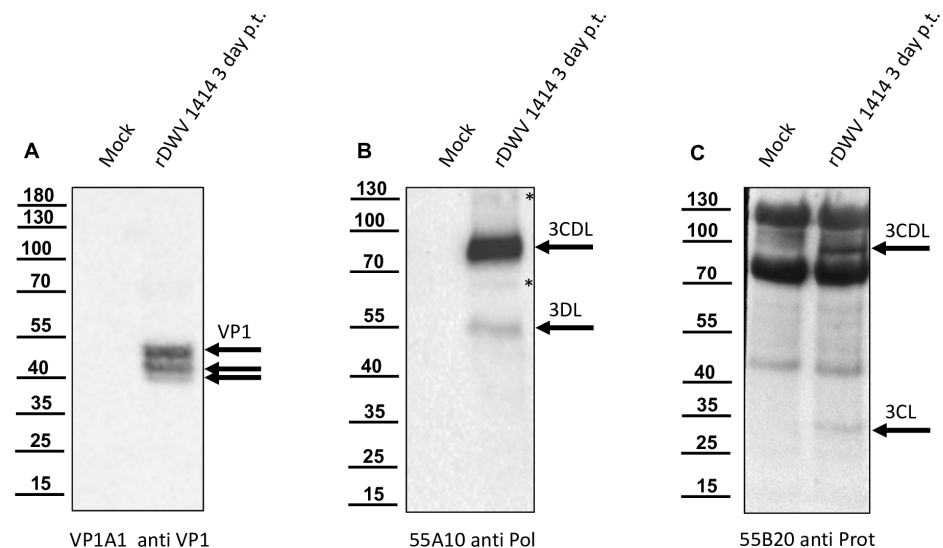 A
Mock
rDWV 1414 3 day p.t.
180
130
100
70
55
40
35
25
15
VP1
VP1A1 anti VP1
B
Mock
rDWV 1414 3 day p.t.
130
100
70
55
40
35
25
15
*
3CDL
*
3DL
55A10 anti Pol
C
Mock
rDWV 1414 3 day p.t.
130
100
70
55
40
35
25
15
3CDL
3CL
55B20 anti Prot